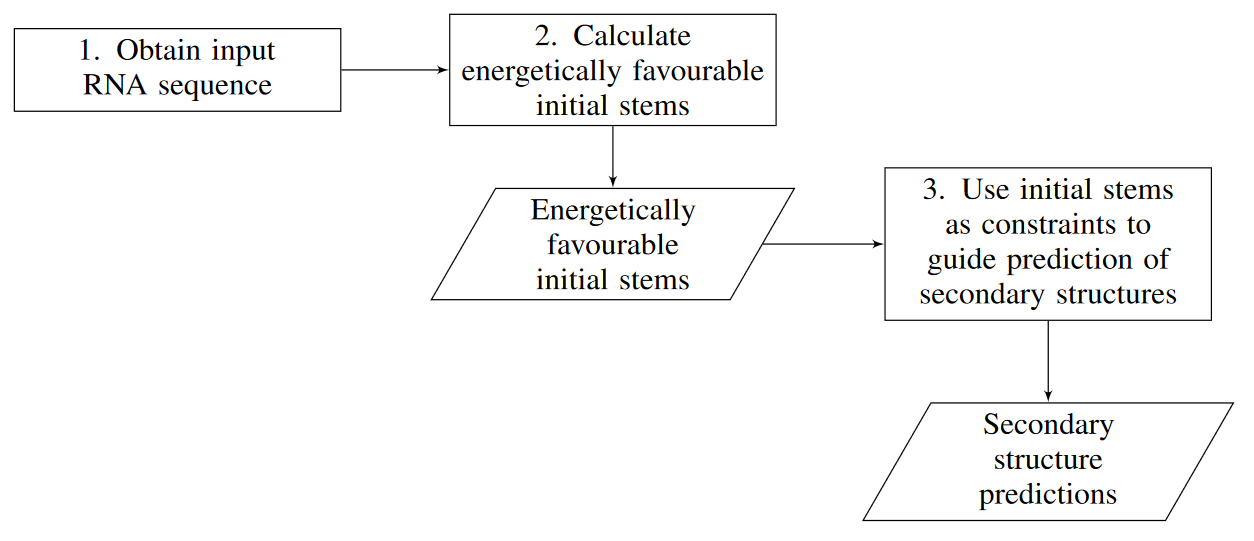 1. Obtain input
RNA sequence
2. Calculate
energetically favourable
initial stems
Energetically
favourable
initial stems
3. Use initial stems
as constraints to
guide prediction of
secondary structures
Secondary
structure
predictions